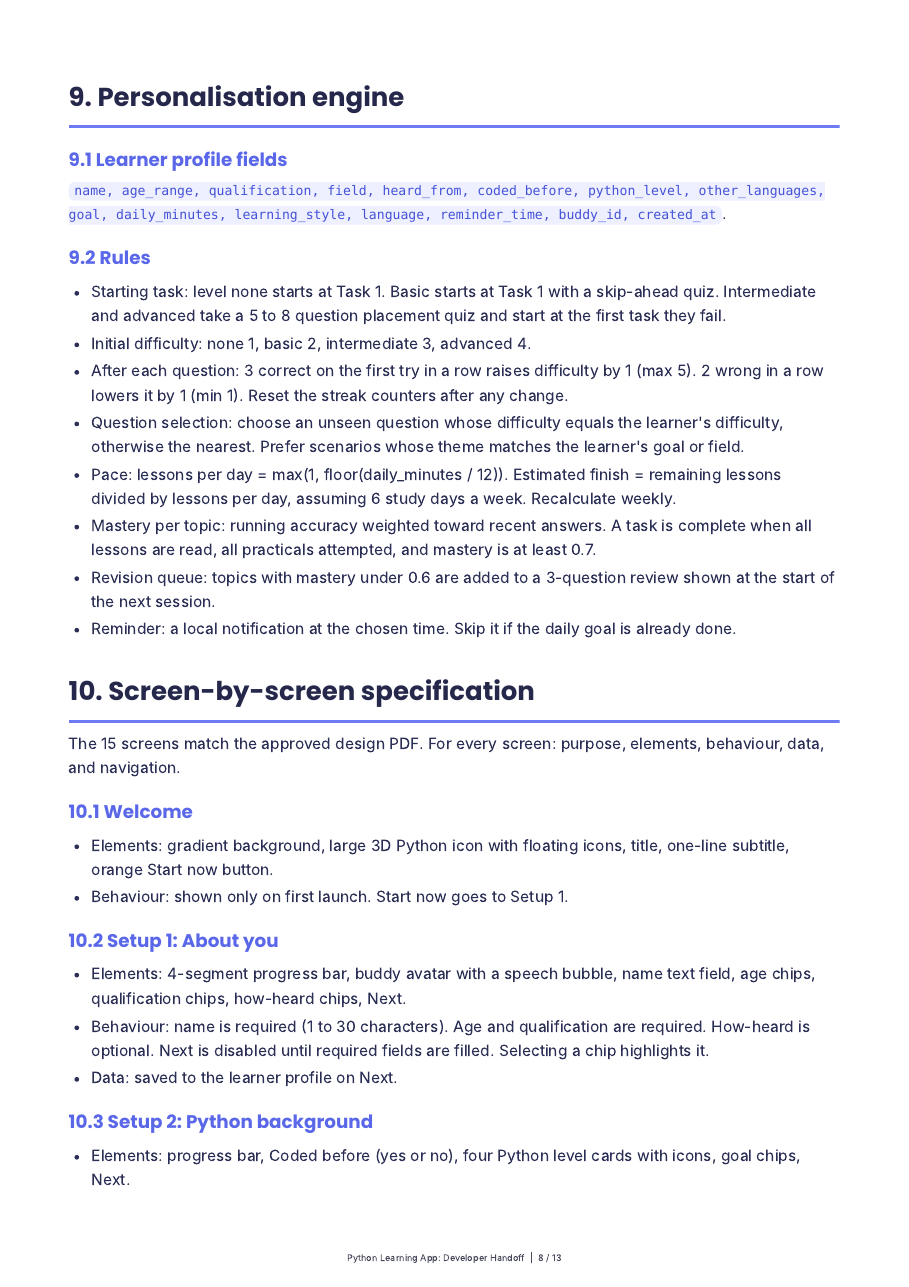 9. Personalisation engine
9.1 Learner profile fields
name, age_range, qualification, field, heard_from, coded_before, python_level, other_languages,
goal, daily_minutes, learning_style, language, reminder_time, buddy_id, created_at.
9.2 Rules
• Starting task: level none starts at Task 1. Basic starts at Task 1 with a skip-ahead quiz. Intermediate
and advanced take a 5 to 8 question placement quiz and start at the first task they fail.
• Initial difficulty: none 1, basic 2, intermediate 3, advanced 4.
• After each question: 3 correct on the first try in a row raises difficulty by 1 (max 5). 2 wrong in a row
lowers it by 1 (min 1). Reset the streak counters after any change.
• Question selection: choose an unseen question whose difficulty equals the learner's difficulty,
otherwise the nearest. Prefer scenarios whose theme matches the learner's goal or field.
• Pace: lessons per day = max(1, floor(daily_minutes / 12)). Estimated finish = remaining lessons
divided by lessons per day, assuming 6 study days a week. Recalculate weekly.
• Mastery per topic: running accuracy weighted toward recent answers. A task is complete when all
lessons are read, all practicals attempted, and mastery is at least 0.7.
• Revision queue: topics with mastery under 0.6 are added to a 3-question review shown at the start of
the next session.
• Reminder: a local notification at the chosen time. Skip it if the daily goal is already done.
10. Screen-by-screen specification
The 15 screens match the approved design PDF. For every screen: purpose, elements, behaviour, data,
and navigation.
10.1 Welcome
• Elements: gradient background, large 3D Python icon with floating icons, title, one-line subtitle,
orange Start now button.
• Behaviour: shown only on first launch. Start now goes to Setup 1.
10.2 Setup 1: About you
• Elements: 4-segment progress bar, buddy avatar with a speech bubble, name text field, age chips,
qualification chips, how-heard chips, Next.
• Behaviour: name is required (1 to 30 characters). Age and qualification are required. How-heard is
optional. Next is disabled until required fields are filled. Selecting a chip highlights it.
• Data: saved to the learner profile on Next.
10.3 Setup 2: Python background
• Elements: progress bar, Coded before (yes or no), four Python level cards with icons, goal chips,
Next.
Python Learning App: Developer Handoff | 8 / 13